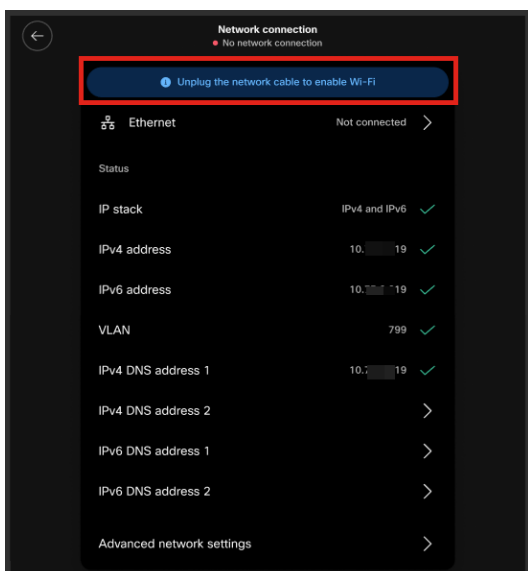 Network connection
No network connection
Unplug the network cable to enable Wi-Fi
Ethernet Not connected
Status
IP stack IPv4 and IPv6
IPv4 address 10. 19
IPv6 address 10. 19
VLAN 799
IPv4 DNS address 1 10. 19
IPv4 DNS address 2
IPv6 DNS address 1
IPv6 DNS address 2
Advanced network settings